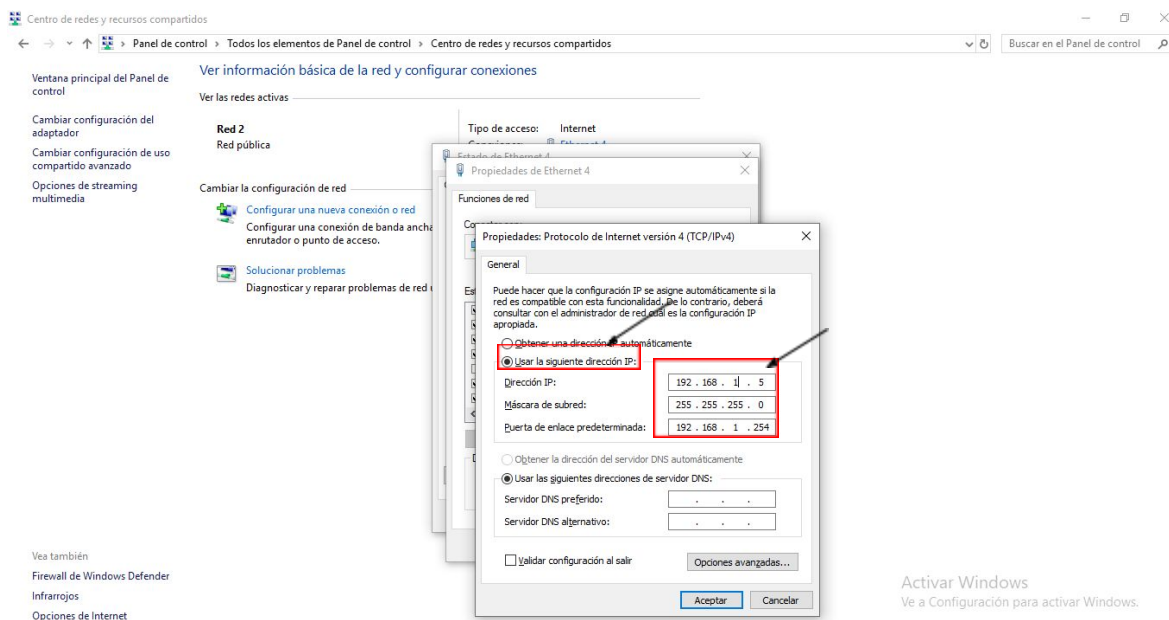 Centro de redes y recursos compartidos
Panel de control › Todos los elementos de Panel de control › Centro de redes y recursos compartidos
Buscar en el Panel de control
Ventana principal del Panel de
control
Cambiar configuración del
adaptador
Cambiar configuración de uso
compartido avanzado
Opciones de streaming
multimedia
Ver información básica de la red y configurar conexiones
Ver las redes activas
Red 2
Red pública
Tipo de acceso: Internet
Ethernet 4
Cambiar la configuración de red
Configurar una nueva conexión o red
Configurar una conexión de banda ancha
enrutador o punto de acceso.
Solucionar problemas
Diagnosticar y reparar problemas de red
Estado de Ethernet 4
Propiedades de Ethernet 4
Funciones de red
Propiedades: Protocolo de Internet versión 4 (TCP/IPv4)
General
Puede hacer que la configuración IP se asigne automáticamente si la
red es compatible con esta funcionalidad. De lo contrario, deberá
consultar con el administrador de red cuál es la configuración IP
apropiada.
Obtener una dirección IP automáticamente
Usar la siguiente dirección IP:
Dirección IP: 192 . 168 . 1 . 5
Máscara de subred: 255 . 255 . 255 . 0
Puerta de enlace predeterminada: 192 . 168 . 1 . 254
Obtener la dirección del servidor DNS automáticamente
Usar las siguientes direcciones de servidor DNS:
Servidor DNS preferido: . . .
Servidor DNS alternativo: . . .
Validar configuración al salir
Opciones avanzadas...
Aceptar
Cancelar
Vea también
Firewall de Windows Defender
Infrarrojos
Opciones de Internet
Activar Windows
Ve a Configuración para activar Windows.